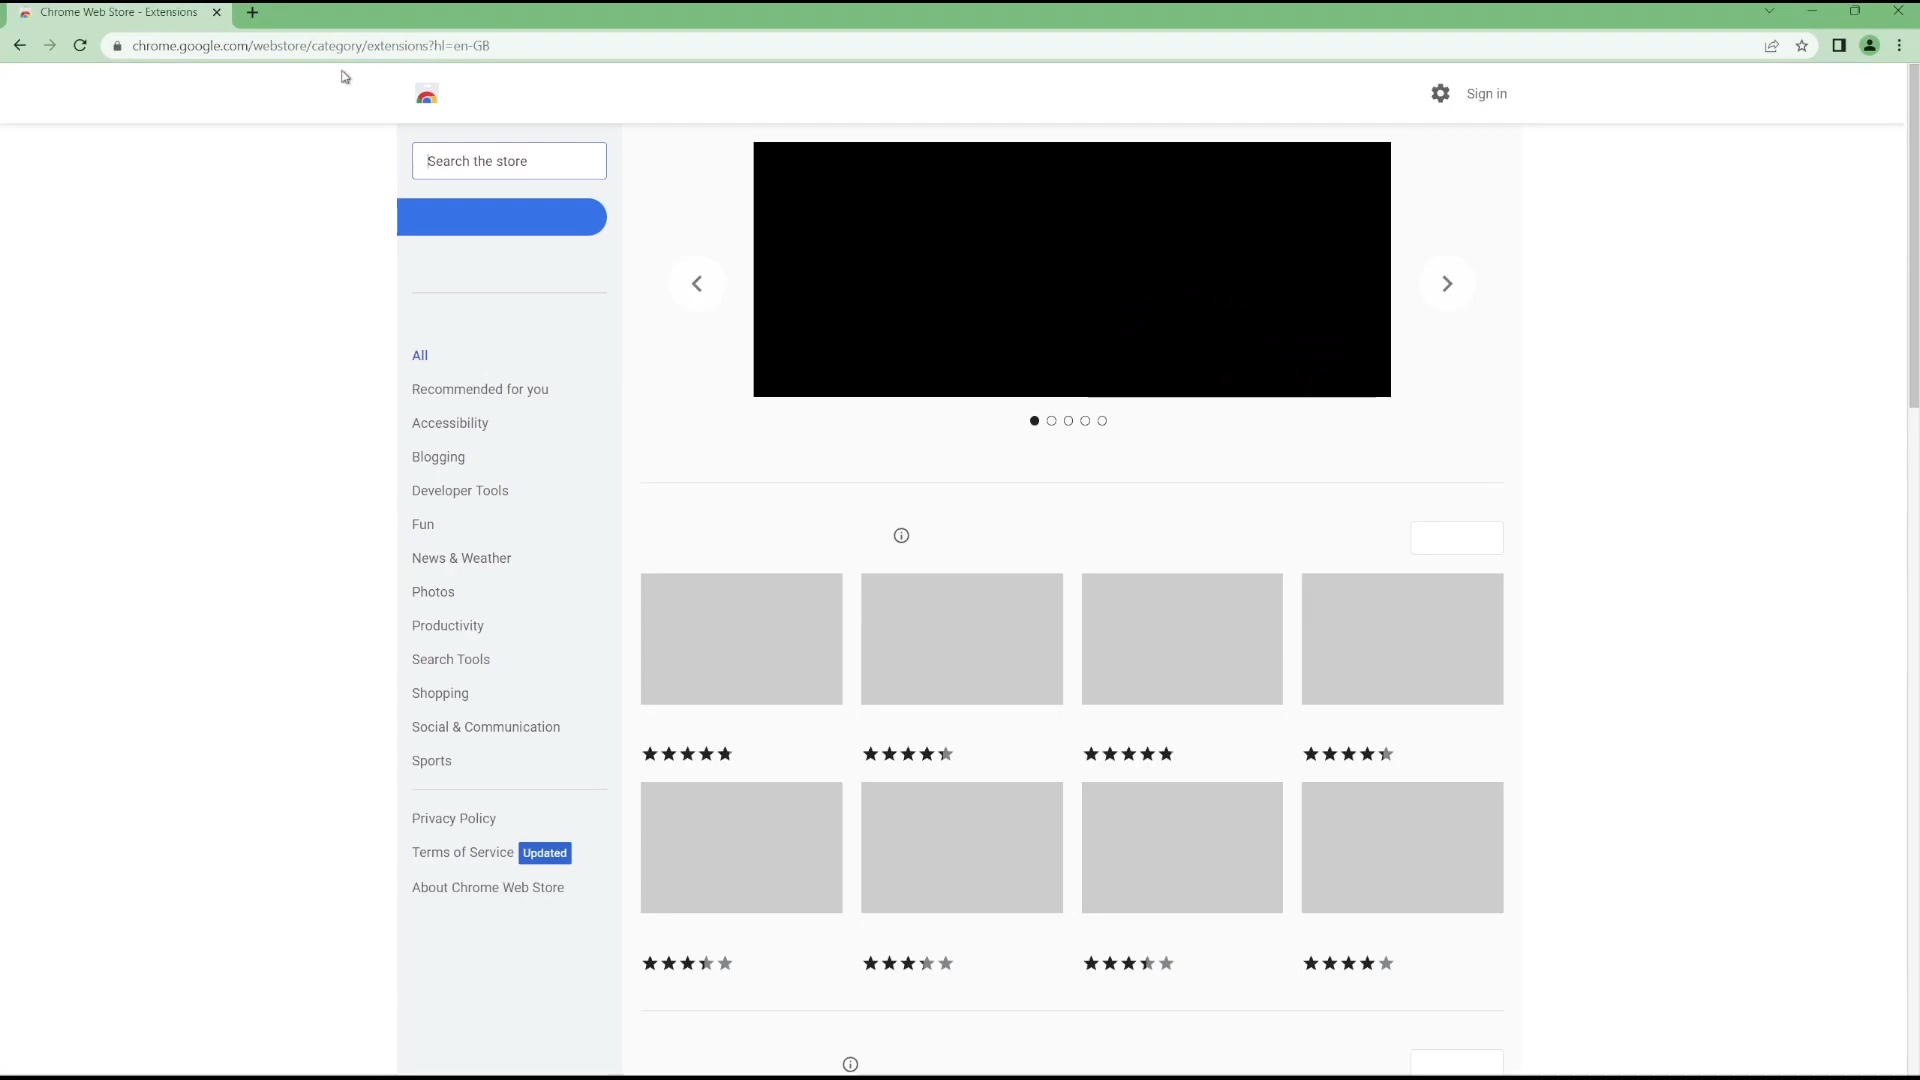 Chrome Web Store - Extensions
chrome.google.com/webstore/category/extensions?hl=en-GB
Sign in
Search the store
All
Recommended for you
Accessibility
Blogging
Developer Tools
Fun
News & Weather
Photos
Productivity
Search Tools
Shopping
Social & Communication
Sports
Privacy Policy
Terms of Service Updated
About Chrome Web Store